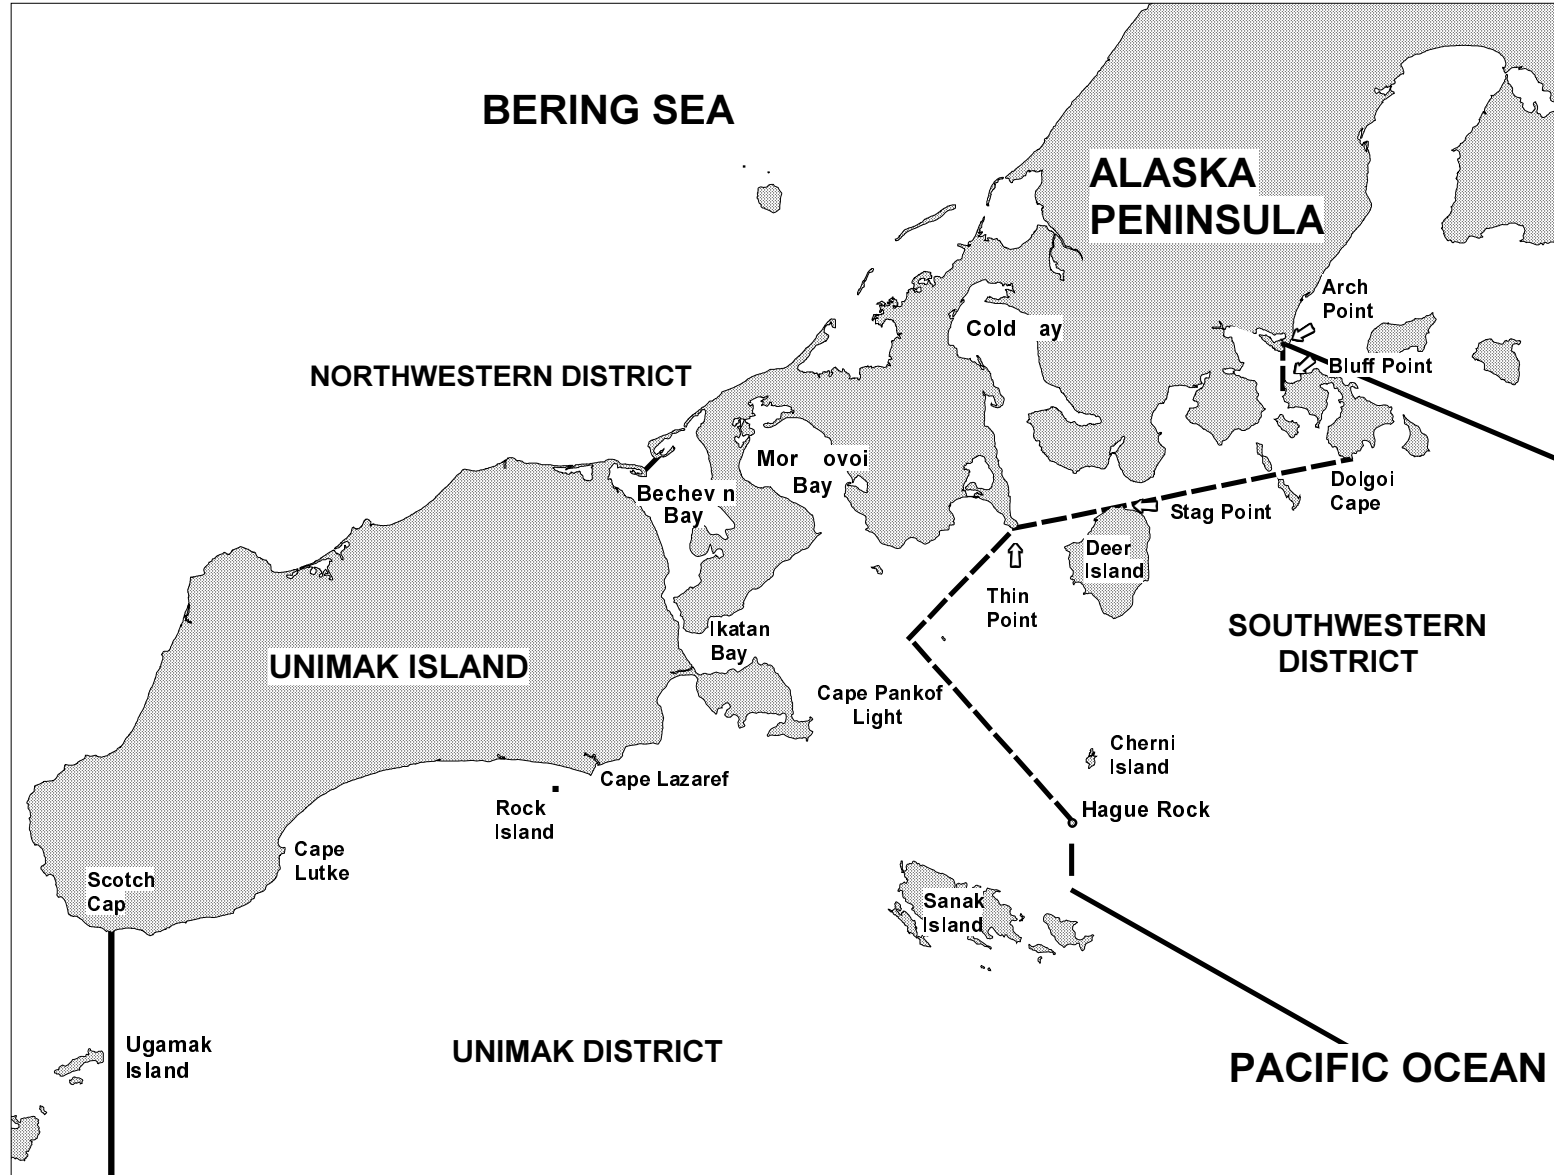 BERING SEA
ALASKA
PENINSULA
Arch
Point
Cold ay
Bluff Point
NORTHWESTERN DISTRICT
Mor ovoi
Bay
Bechev n
Bay
Dolgoi
Cape
Stag Point
Deer
Island
Thin
Point
Ikatan
Bay
SOUTHWESTERN
DISTRICT
UNIMAK ISLAND
Cape Pankof
Light
Cherni
Island
Cape Lazaref
Rock
Island
Hague Rock
Cape
Lutke
Scotch
Cap
Sanak
Island
Ugamak
Island
UNIMAK DISTRICT
PACIFIC OCEAN